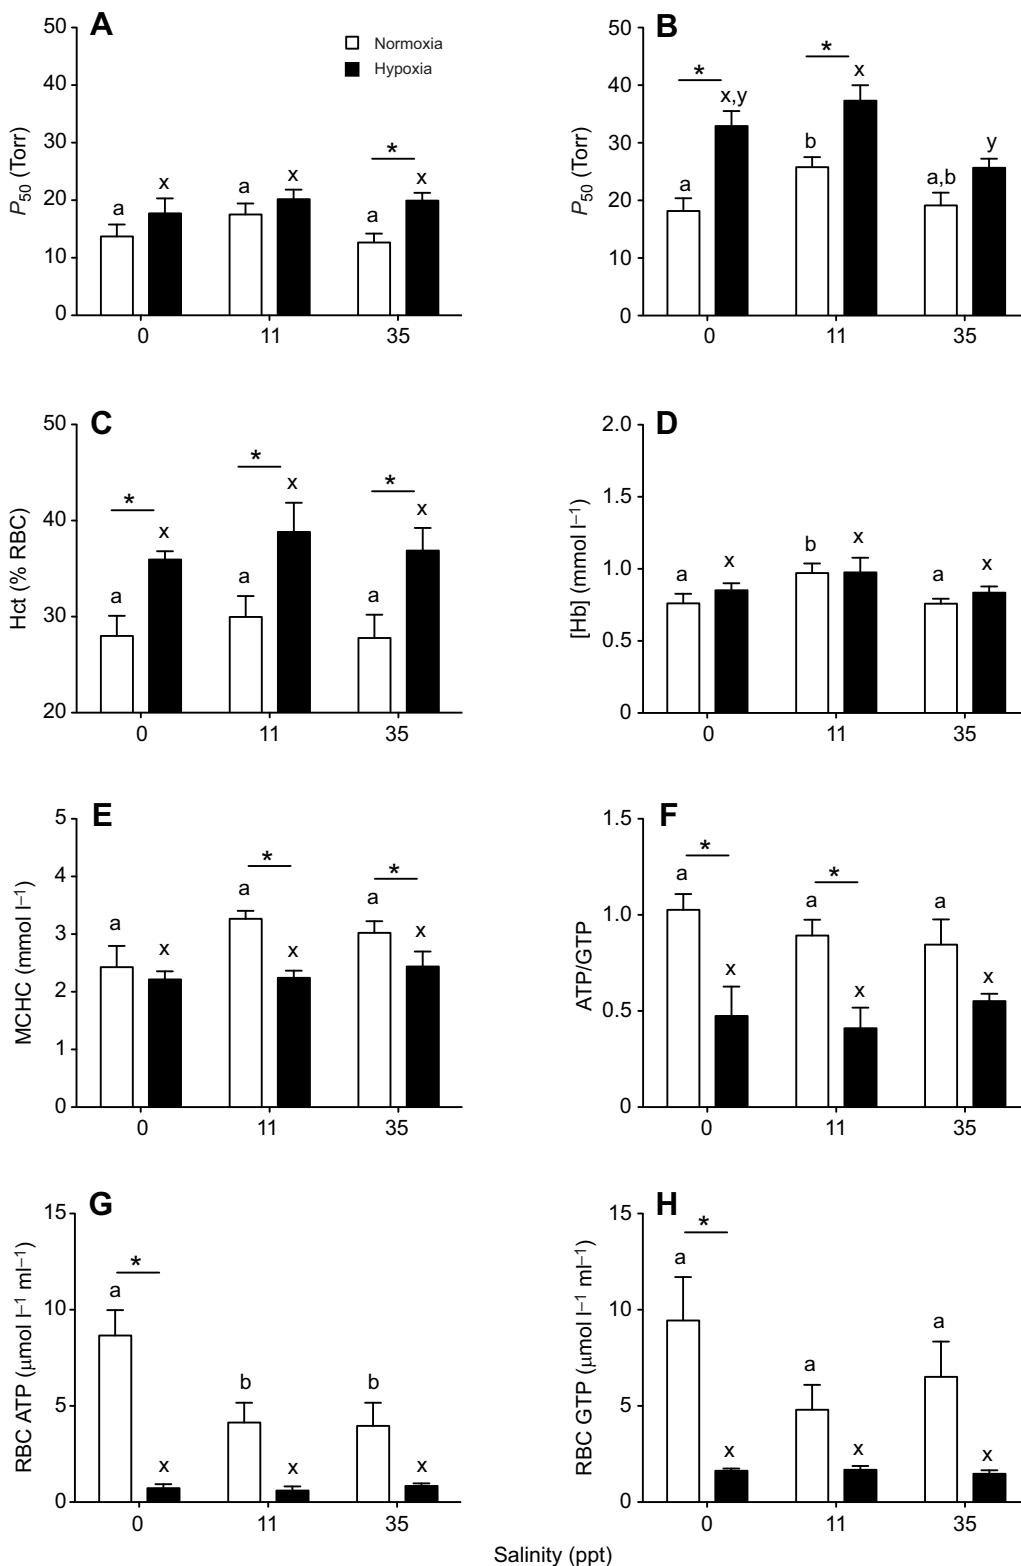 A
Normoxia
Hypoxia
50
40
30
20
10
0
P50 (Torr)
a x
a x
a x
*
0 11 35
B
50
40
30
20
10
0
P50 (Torr)
* *
a x,y
b x
a,b y
0 11 35
C
50
40
30
20
Hct (% RBC)
* * *
a x
a x
a x
0 11 35
D
2.0
1.5
1.0
0.5
0
[Hb] (mmol l−1)
a x
b x
a x
0 11 35
E
5
4
3
2
1
0
MCHC (mmol l−1)
* *
a x
a x
a x
0 11 35
F
1.5
1.0
0.5
0
ATP/GTP
* *
a x
a x
a x
0 11 35
G
15
10
5
0
RBC ATP (μmol l−1 ml−1)
*
a x
b x
b x
0 11 35
H
15
10
5
0
RBC GTP (μmol l−1 ml−1)
*
a x
a x
a x
0 11 35
Salinity (ppt)